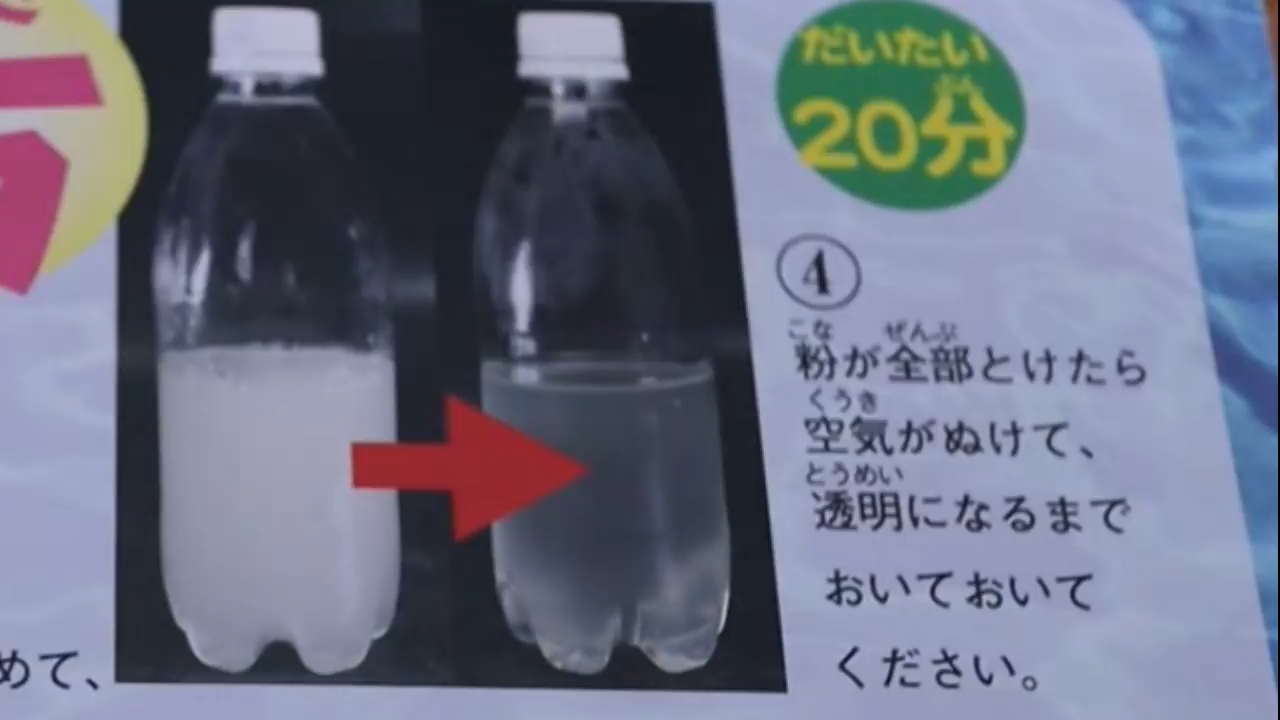 だいたい
20分
④
粉が全部とけたら
空気がぬけて、
透明になるまで
おいておいて
ください。
めて、